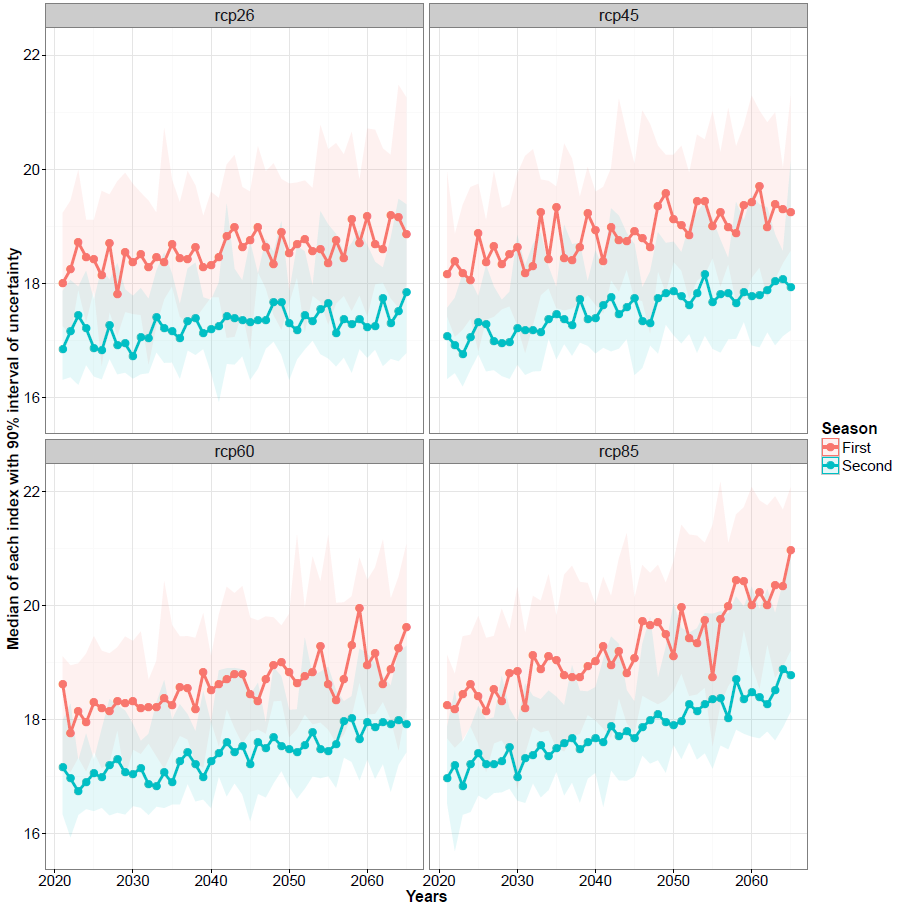 rcp26 rcp45
22
20
18
16
rcp60 rcp85
22
20
18
16
2020 2030 2040 2050 2060 2020 2030 2040 2050 2060
Years
Median of each index with 90% interval of uncertainty
Season
First
Second